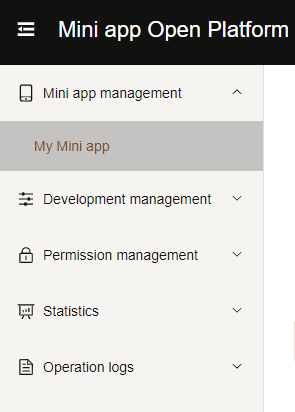 Mini app Open Platform
Mini app management
My Mini app
Development management
Permission management
Statistics
Operation logs